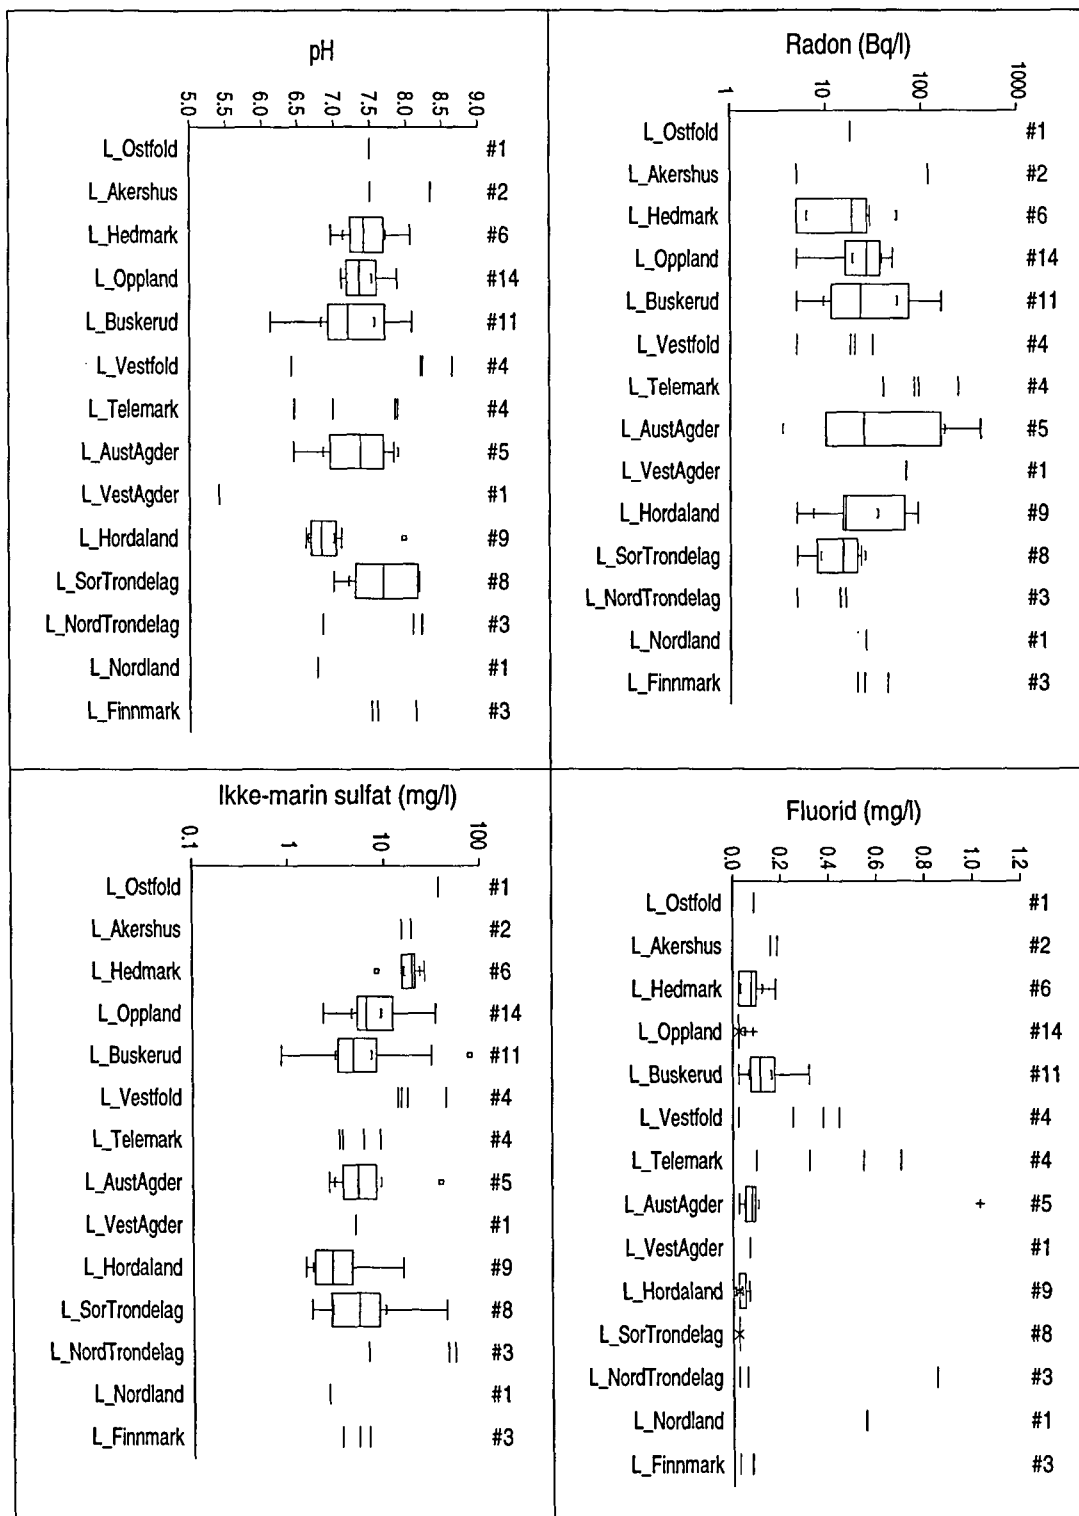 pH
5.0 5.5 6.0 6.5 7.0 7.5 8.0 8.5 9.0
L_Ostfold #1
L_Akershus #2
L_Hedmark #6
L_Oppland #14
L_Buskerud #11
L_Vestfold #4
L_Telemark #4
L_AustAgder #5
L_VestAgder #1
L_Hordaland #9
L_SorTrondelag #8
L_NordTrondelag #3
L_Nordland #1
L_Finnmark #3
Radon (Bq/l)
1 10 100 1000
L_Ostfold #1
L_Akershus #2
L_Hedmark #6
L_Oppland #14
L_Buskerud #11
L_Vestfold #4
L_Telemark #4
L_AustAgder #5
L_VestAgder #1
L_Hordaland #9
L_SorTrondelag #8
L_NordTrondelag #3
L_Nordland #1
L_Finnmark #3
Ikke-marin sulfat (mg/l)
0.1 1 10 100
L_Ostfold #1
L_Akershus #2
L_Hedmark #6
L_Oppland #14
L_Buskerud #11
L_Vestfold #4
L_Telemark #4
L_AustAgder #5
L_VestAgder #1
L_Hordaland #9
L_SorTrondelag #8
L_NordTrondelag #3
L_Nordland #1
L_Finnmark #3
Fluorid (mg/l)
0.0 0.2 0.4 0.6 0.8 1.0 1.2
L_Ostfold #1
L_Akershus #2
L_Hedmark #6
L_Oppland #14
L_Buskerud #11
L_Vestfold #4
L_Telemark #4
L_AustAgder #5
L_VestAgder #1
L_Hordaland #9
L_SorTrondelag #8
L_NordTrondelag #3
L_Nordland #1
L_Finnmark #3